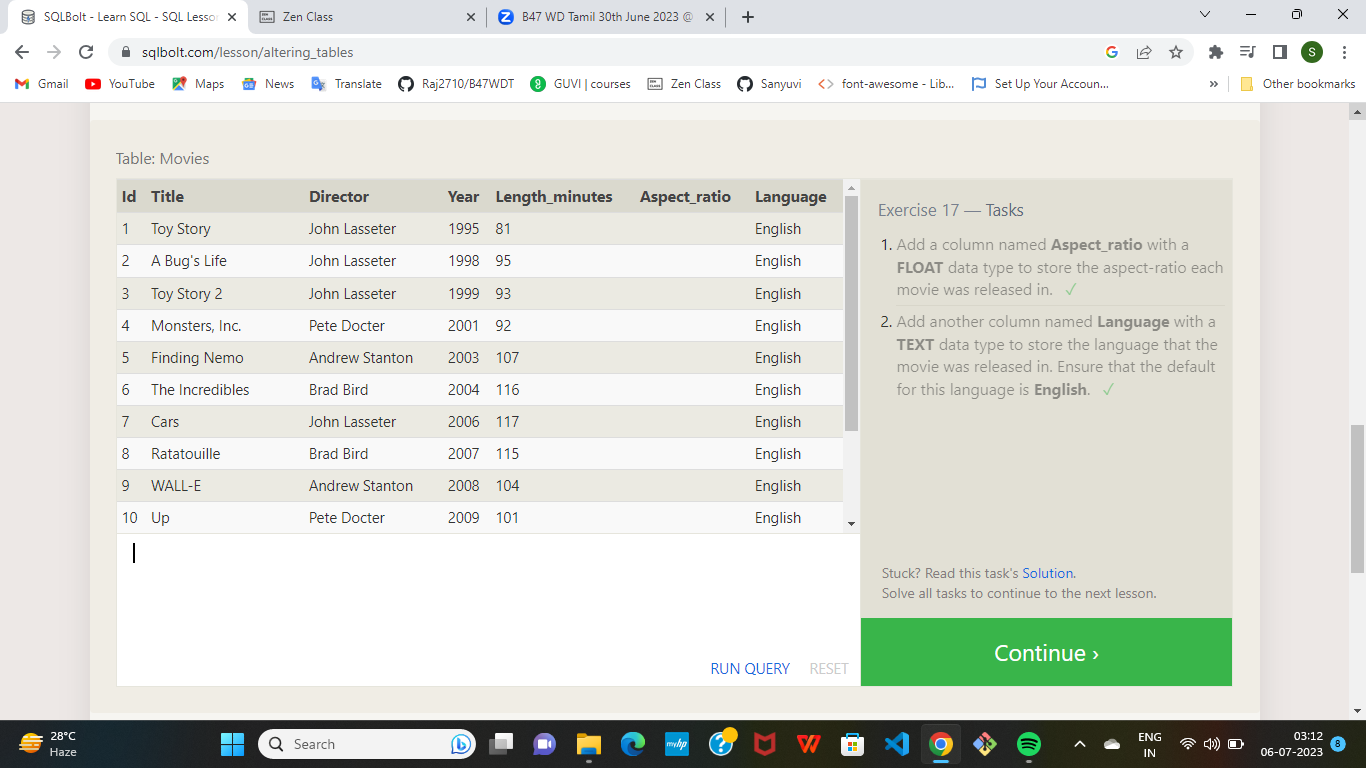 SQLBolt - Learn SQL - SQL Lesson
Zen Class
B47 WD Tamil 30th June 2023 @
sqlbolt.com/lesson/altering_tables
S
Gmail
YouTube
Maps
News
Translate
Raj2710/B47WDT
GUVI | courses
Zen Class
Sanyuvi
font-awesome - Lib...
Set Up Your Accoun...
»
Other bookmarks
Table: Movies
Id Title Director Year Length_minutes Aspect_ratio Language
1 Toy Story John Lasseter 1995 81 English
2 A Bug's Life John Lasseter 1998 95 English
3 Toy Story 2 John Lasseter 1999 93 English
4 Monsters, Inc. Pete Docter 2001 92 English
5 Finding Nemo Andrew Stanton 2003 107 English
6 The Incredibles Brad Bird 2004 116 English
7 Cars John Lasseter 2006 117 English
8 Ratatouille Brad Bird 2007 115 English
9 WALL-E Andrew Stanton 2008 104 English
10 Up Pete Docter 2009 101 English
RUN QUERY RESET
Exercise 17 — Tasks
1. Add a column named Aspect_ratio with a
FLOAT data type to store the aspect-ratio each
movie was released in. ✓
2. Add another column named Language with a
TEXT data type to store the language that the
movie was released in. Ensure that the default
for this language is English. ✓
Stuck? Read this task's Solution.
Solve all tasks to continue to the next lesson.
Continue ›
28°C
Haze
Search
myhp
ENG
IN
03:12
06-07-2023
8